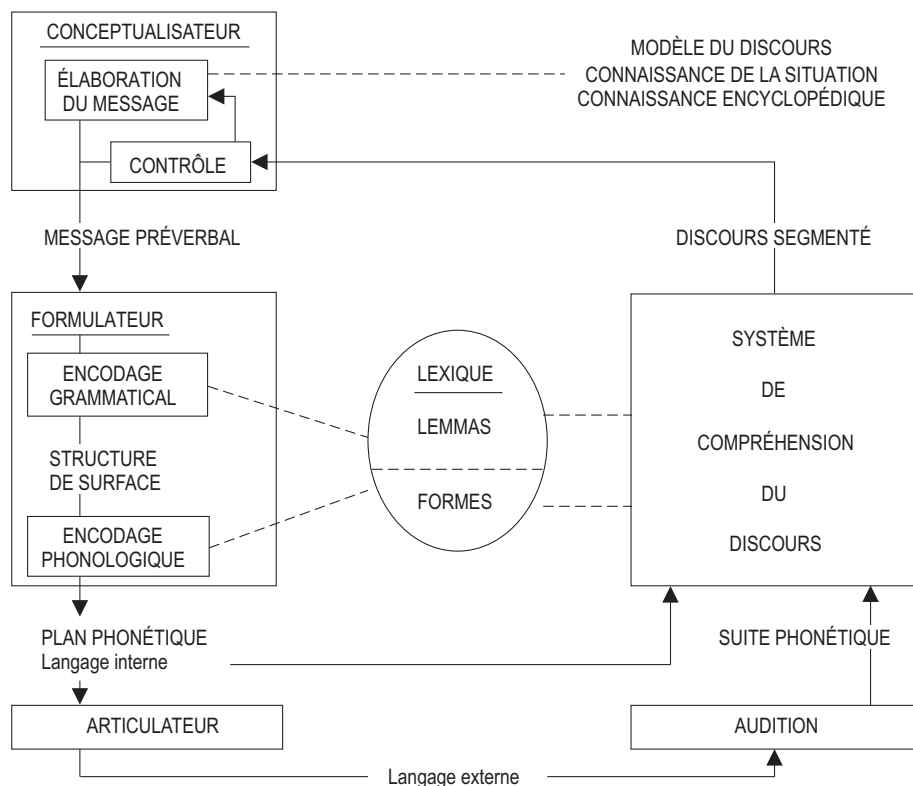 CONCEPTUALISATEUR
ÉLABORATION
DU MESSAGE
CONTRÔLE
MODÈLE DU DISCOURS
CONNAISSANCE DE LA SITUATION
CONNAISSANCE ENCYCLOPÉDIQUE
MESSAGE PRÉVERBAL
DISCOURS SEGMENTÉ
FORMULATEUR
ENCODAGE
GRAMMATICAL
STRUCTURE
DE SURFACE
ENCODAGE
PHONOLOGIQUE
LEXIQUE
LEMMAS
FORMES
SYSTÈME
DE
COMPRÉHENSION
DU
DISCOURS
PLAN PHONÉTIQUE
Langage interne
SUITE PHONÉTIQUE
ARTICULATEUR
AUDITION
Langage externe